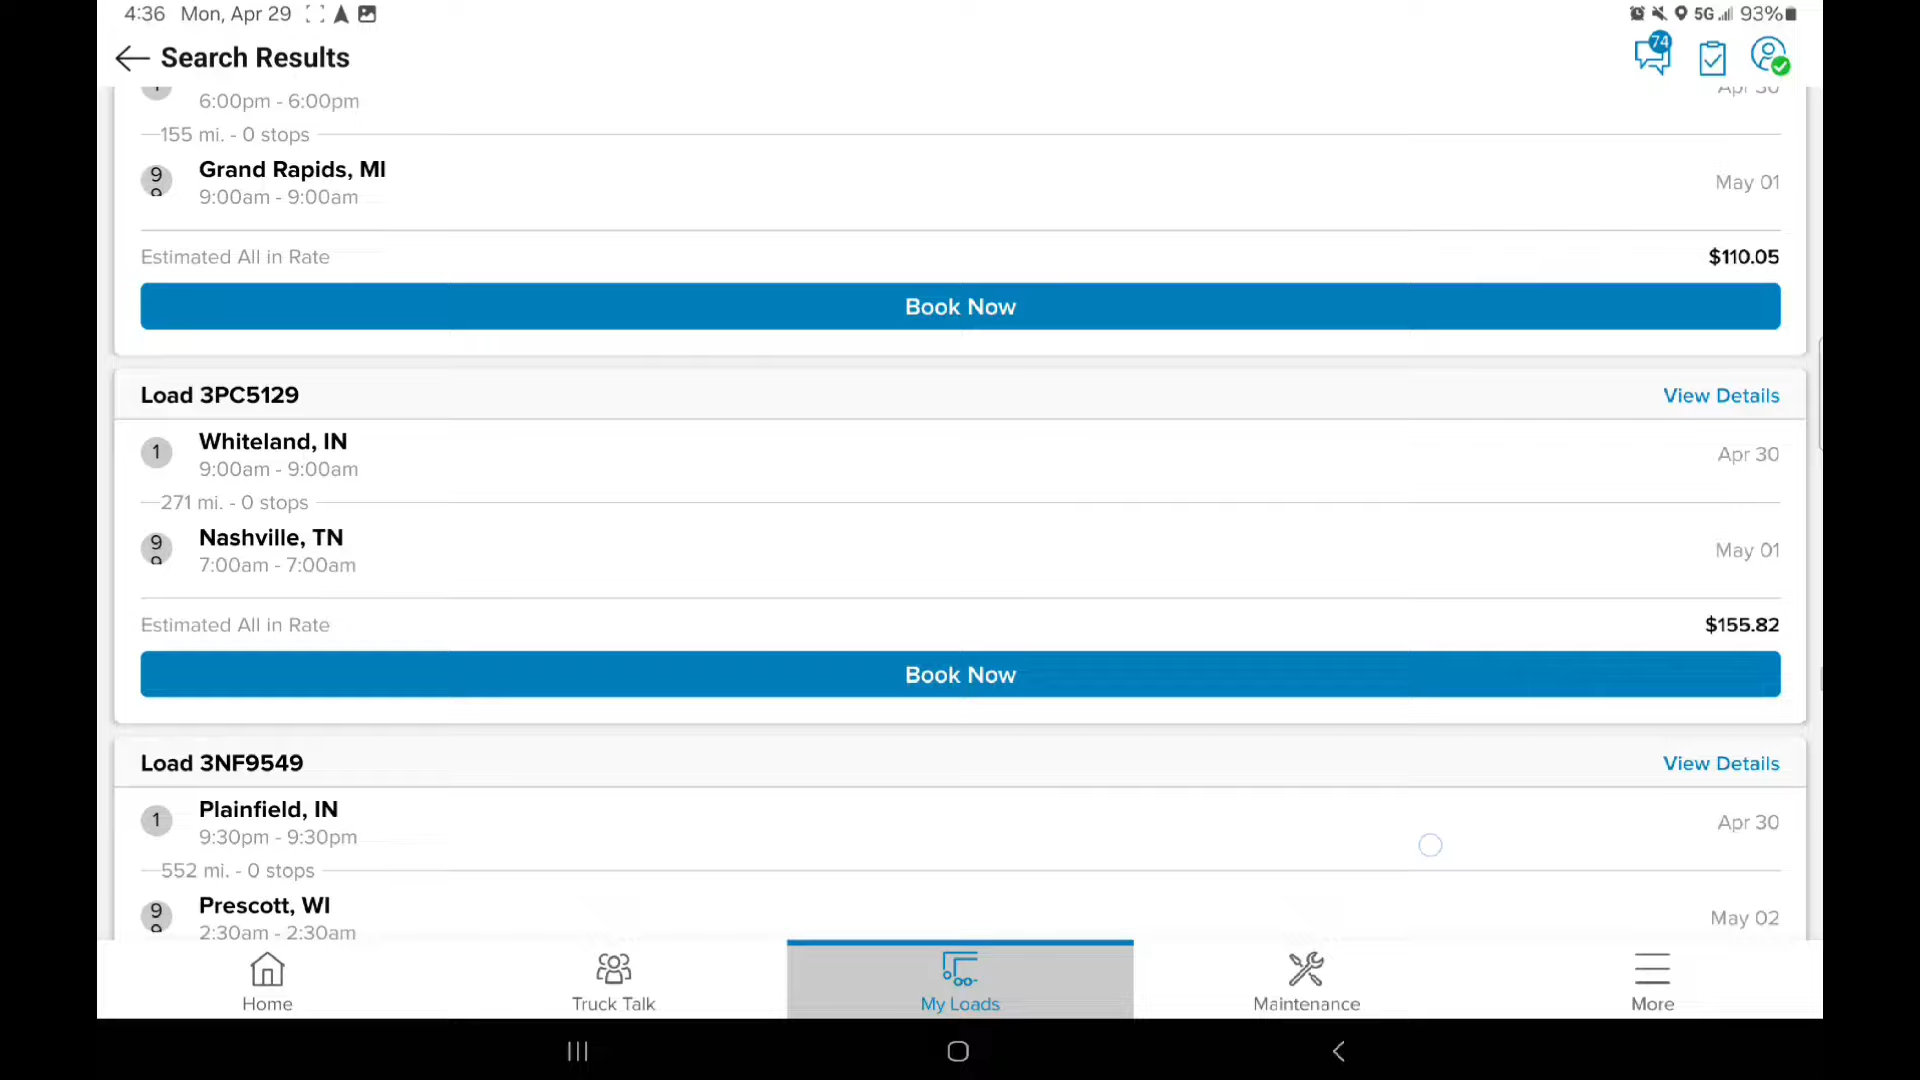 4:36 Mon, Apr 29 5G 93%
Search Results 74
6:00pm - 6:00pm Apr 30
155 mi. - 0 stops
9 Grand Rapids, MI
9:00am - 9:00am May 01
Estimated All in Rate $110.05
Book Now
Load 3PC5129 View Details
1 Whiteland, IN
9:00am - 9:00am Apr 30
271 mi. - 0 stops
9 Nashville, TN
7:00am - 7:00am May 01
Estimated All in Rate $155.82
Book Now
Load 3NF9549 View Details
1 Plainfield, IN
9:30pm - 9:30pm Apr 30
552 mi. - 0 stops
9 Prescott, WI
2:30am - 2:30am May 02
Home Truck Talk My Loads Maintenance More